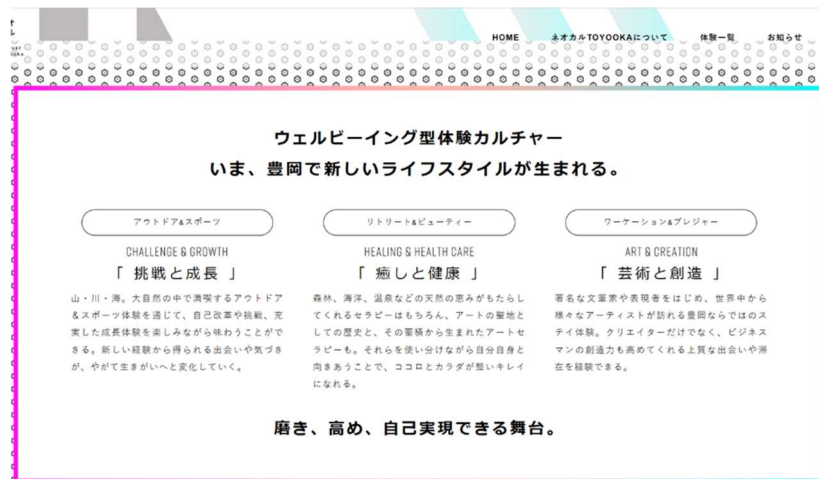 オ
ル
HOME ネオカルTOYOOKAについて 体験一覧 お知らせ
ウェルビーイング型体験カルチャー
いま、豊岡で新しいライフスタイルが生まれる。
アウトドア&スポーツ
CHALLENGE & GROWTH
「 挑戦と成長 」
山・川・海。大自然の中で満喫するアウトドア
&スポーツ体験を通じて、自己改革や挑戦、充
実した成長体験を楽しみながら味わうことがで
きる。新しい経験から得られる出会いや気づき
が、やがて生きがいへと変化していく。
リトリート&ビューティー
HEALING & HEALTH CARE
「 癒しと健康 」
森林、海洋、温泉などの天然の恵みがもたらし
てくれるセラピーはもちろん、アートの聖地と
しての歴史と、その蓄積から生まれたアートセ
ラピーも。それらを使い分けながら自分自身と
向きあうことで、ココロとカラダが整いキレイ
になれる。
ワーケーション&ブレジャー
ART & CREATION
「 芸術と創造 」
著名な文筆家や表現者をはじめ、世界中から
様々なアーティストが訪れる豊岡ならではのス
テイ体験。クリエイターだけでなく、ビジネス
マンの創造力も高めてくれる上質な出会いや滞
在を経験できる。
磨き、高め、自己実現できる舞台。